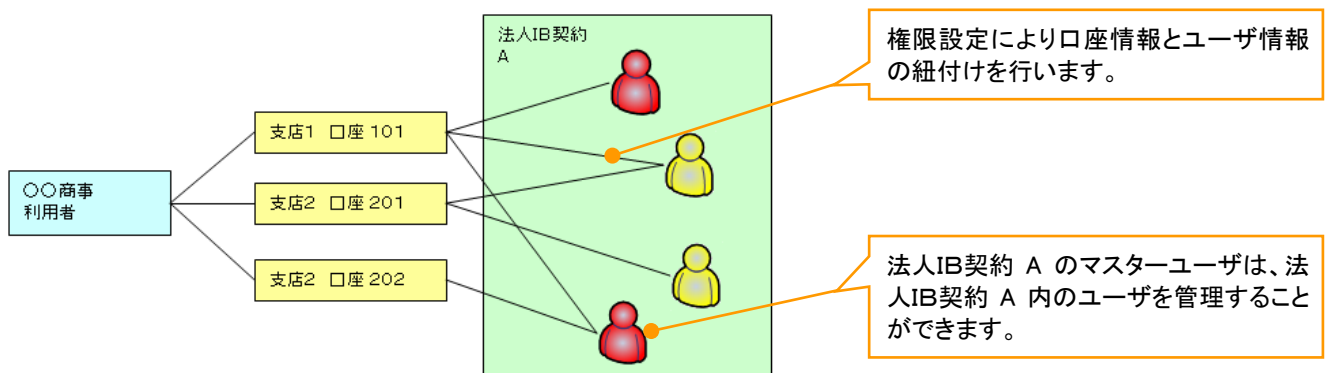 法人IB契約
A
権限設定により口座情報とユーザ情報
の紐付けを行います。
支店1 口座 101
〇〇商事
利用者
支店2 口座 201
支店2 口座 202
法人IB契約 A のマスターユーザは、法
人IB契約 A 内のユーザを管理すること
ができます。